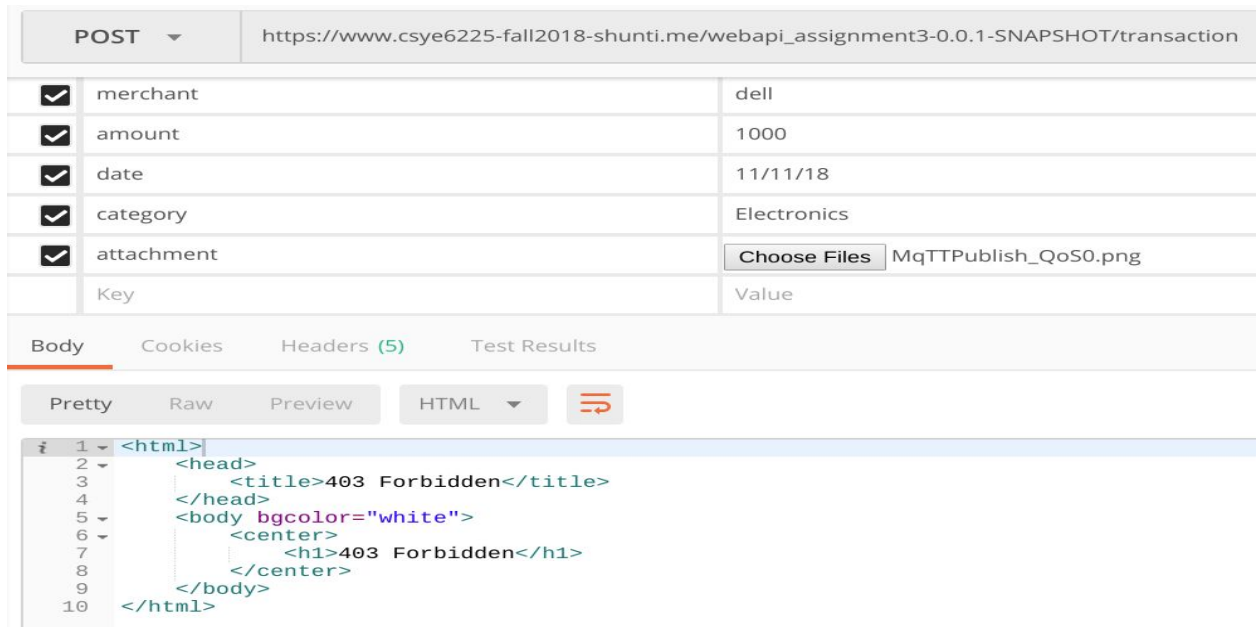 POST https://www.csye6225-fall2018-shunti.me/webapi_assignment3-0.0.1-SNAPSHOT/transaction
merchant dell
amount 1000
date 11/11/18
category Electronics
attachment Choose Files MqTTPublish_QoS0.png
Key Value
Body Cookies Headers (5) Test Results
Pretty Raw Preview HTML
i 1 <html>
2 <head>
3 <title>403 Forbidden</title>
4 </head>
5 <body bgcolor="white">
6 <center>
7 <h1>403 Forbidden</h1>
8 </center>
9 </body>
10 </html>